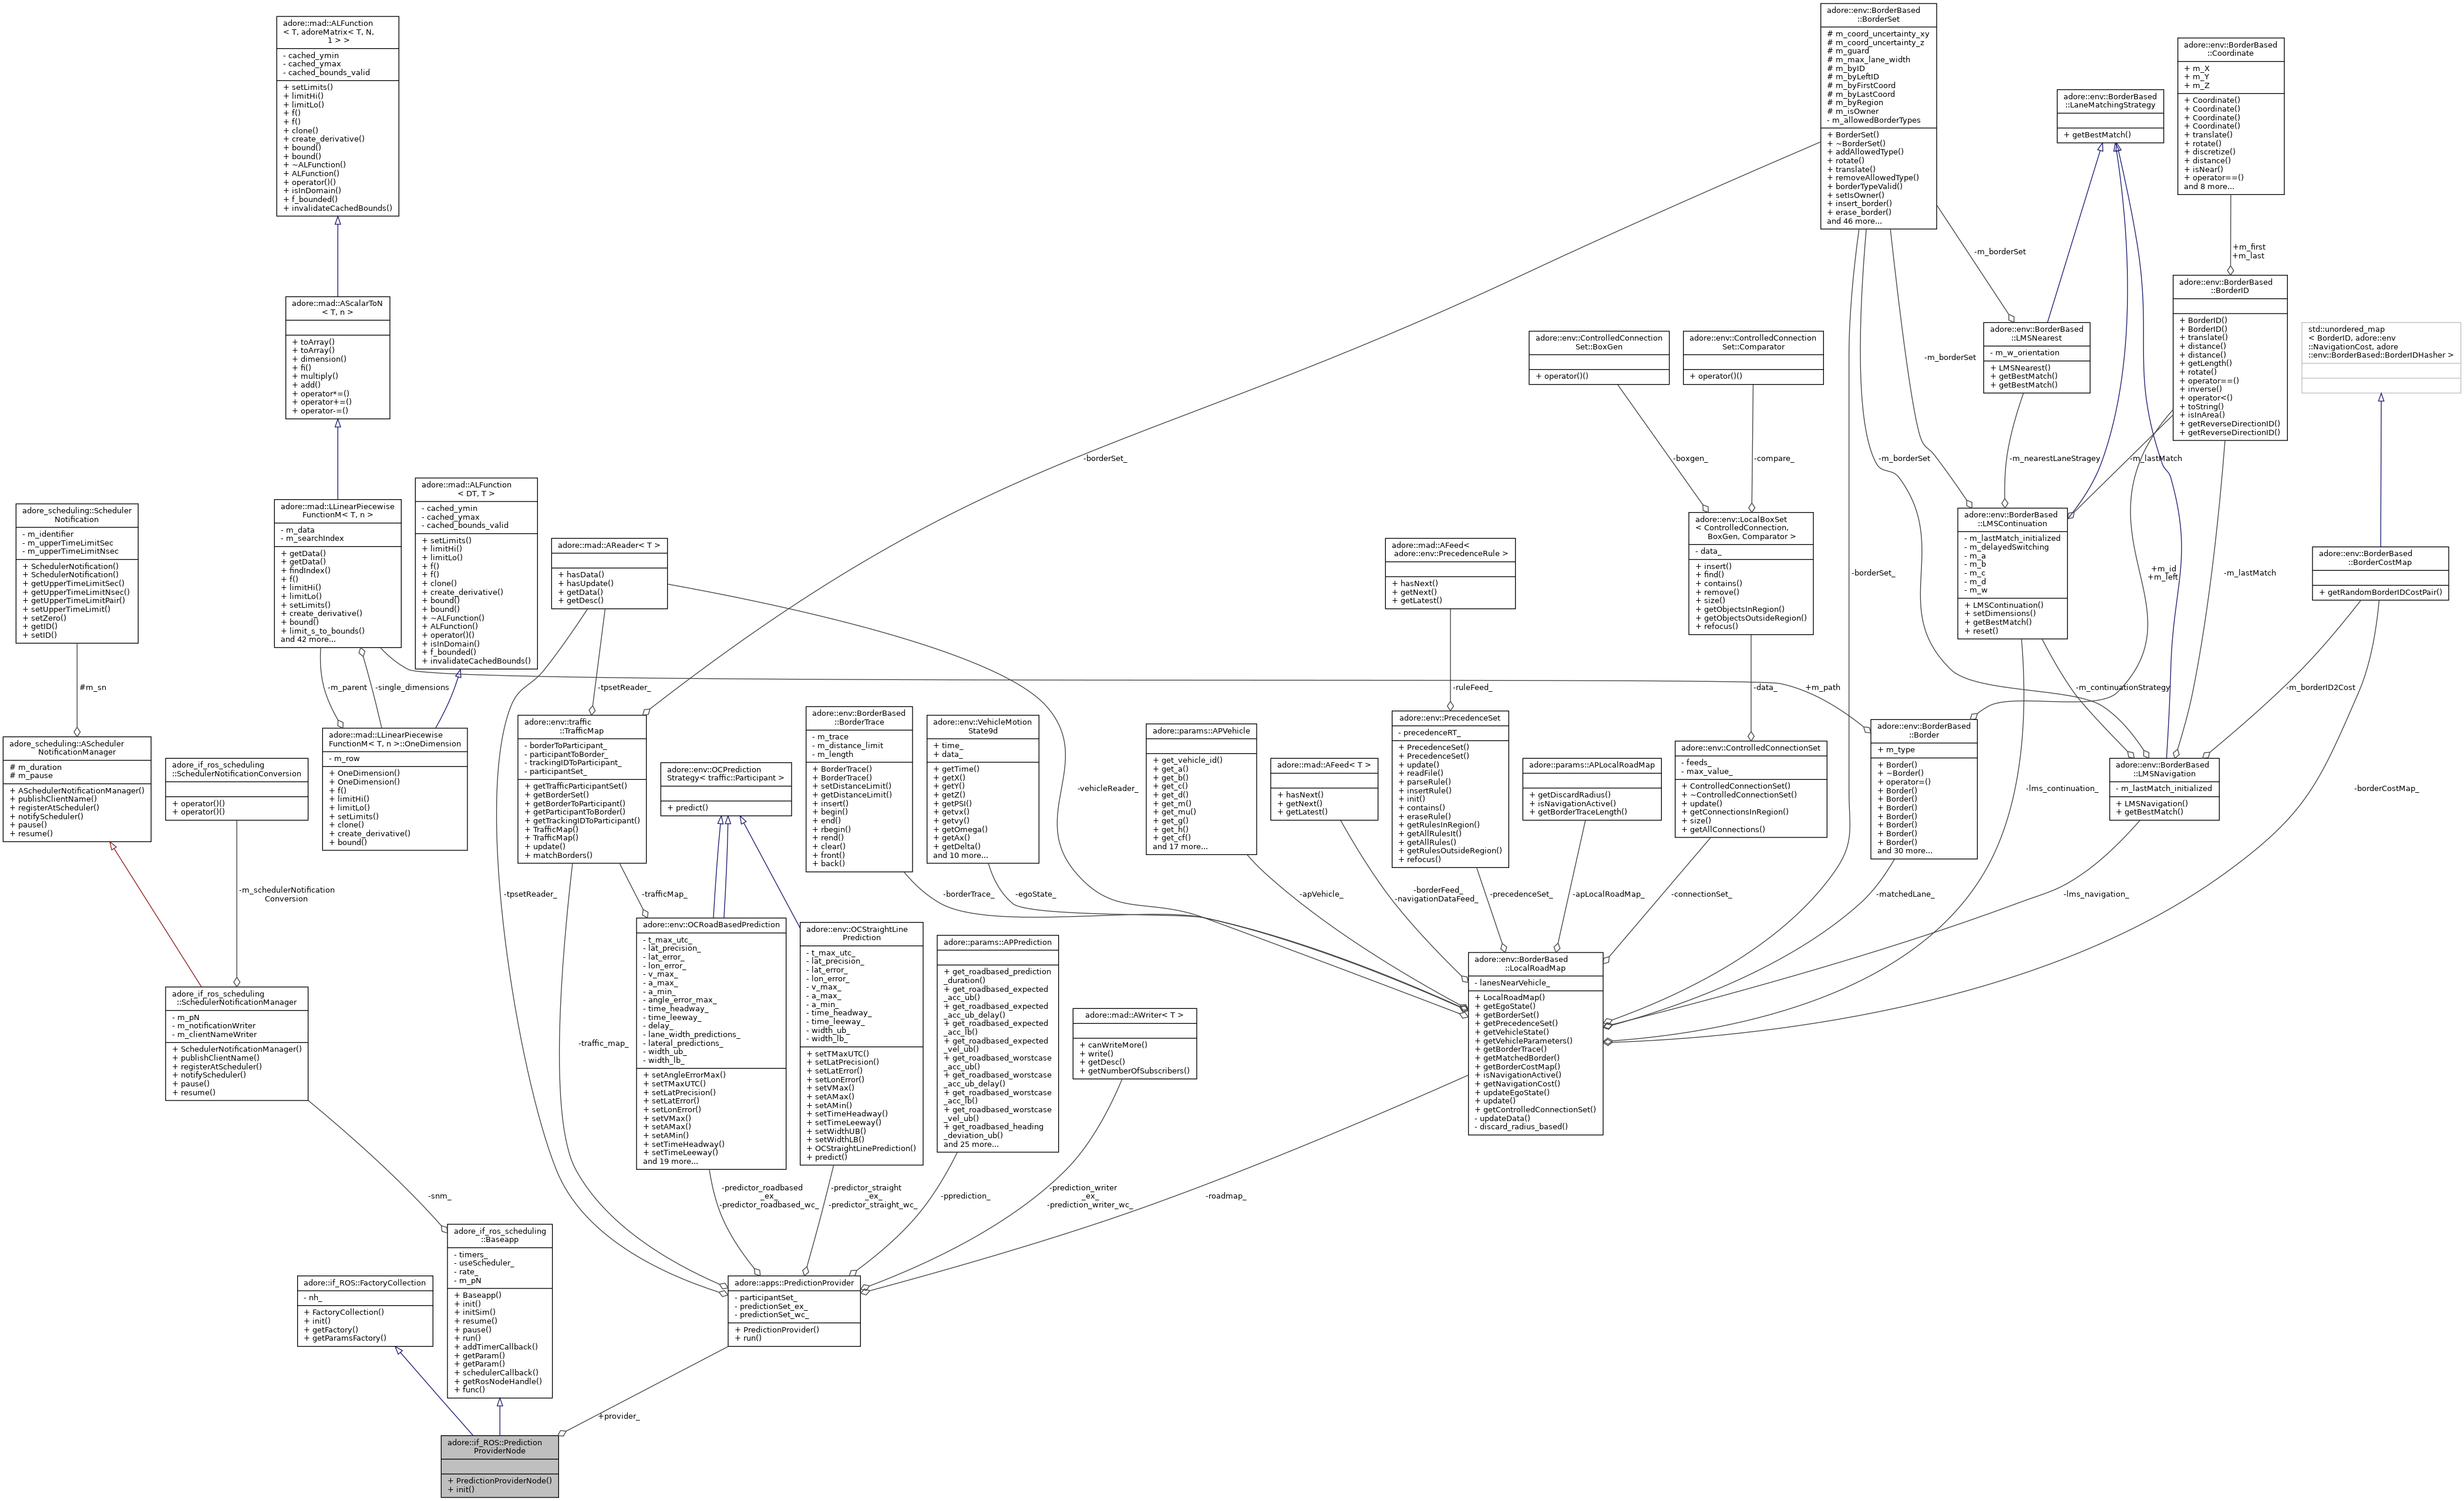 adore::mad::ALFunction
< T, adoreMatrix< T, N,
1 > >
- cached_ymin
- cached_ymax
- cached_bounds_valid
+ setLimits()
+ limitHi()
+ limitLo()
+ f()
+ f()
+ clone()
+ create_derivative()
+ bound()
+ bound()
+ ~ALFunction()
+ ALFunction()
+ operator()()
+ isInDomain()
+ f_bounded()
+ invalidateCachedBounds()
adore::env::BorderBased
::BorderSet
# m_coord_uncertainty_xy
# m_coord_uncertainty_z
# m_guard
# m_max_lane_width
# m_byID
# m_byLeftID
# m_byFirstCoord
# m_byLastCoord
# m_byRegion
# m_isOwner
- m_allowedBorderTypes
+ BorderSet()
+ ~BorderSet()
+ addAllowedType()
+ rotate()
+ translate()
+ removeAllowedType()
+ borderTypeValid()
+ setIsOwner()
+ insert_border()
+ erase_border()
and 46 more...
adore::env::BorderBased
::LaneMatchingStrategy
+ getBestMatch()
adore::env::BorderBased
::Coordinate
+ m_X
+ m_Y
+ m_Z
+ Coordinate()
+ Coordinate()
+ Coordinate()
+ Coordinate()
+ translate()
+ rotate()
+ discretize()
+ distance()
+ isNear()
+ operator==()
and 8 more...
-m_borderSet
+m_first
+m_last
adore::mad::AScalarToN
< T, n >
+ toArray()
+ toArray()
+ dimension()
+ fi()
+ multiply()
+ add()
+ operator*=()
+ operator+=()
+ operator-=()
adore::env::ControlledConnection
Set::BoxGen
+ operator()()
adore::env::ControlledConnection
Set::Comparator
+ operator()()
-m_borderSet
adore::env::BorderBased
::LMSNearest
- m_w_orientation
+ LMSNearest()
+ getBestMatch()
+ getBestMatch()
adore::env::BorderBased
::BorderID
+ BorderID()
+ BorderID()
+ translate()
+ distance()
+ distance()
+ getLength()
+ rotate()
+ operator==()
+ inverse()
+ operator<()
+ toString()
+ isInArea()
+ getReverseDirectionID()
+ getReverseDirectionID()
std::unordered_map
< BorderID, adore::env
::NavigationCost, adore
::env::BorderBased::BorderIDHasher >
-borderSet_
-boxgen_
-compare_
-m_borderSet
-m_nearestLaneStragey
-m_lastMatch
adore_scheduling::Scheduler
Notification
- m_identifier
- m_upperTimeLimitSec
- m_upperTimeLimitNsec
+ SchedulerNotification()
+ SchedulerNotification()
+ getUpperTimeLimitSec()
+ getUpperTimeLimitNsec()
+ getUpperTimeLimitPair()
+ setUpperTimeLimit()
+ setZero()
+ getID()
+ setID()
adore::mad::LLinearPiecewise
FunctionM< T, n >
- m_data
- m_searchIndex
+ getData()
+ getData()
+ findIndex()
+ f()
+ limitHi()
+ limitLo()
+ setLimits()
+ create_derivative()
+ bound()
+ limit_s_to_bounds()
and 42 more...
adore::mad::ALFunction
< DT, T >
- cached_ymin
- cached_ymax
- cached_bounds_valid
+ setLimits()
+ limitHi()
+ limitLo()
+ f()
+ f()
+ clone()
+ create_derivative()
+ bound()
+ bound()
+ ~ALFunction()
+ ALFunction()
+ operator()()
+ isInDomain()
+ f_bounded()
+ invalidateCachedBounds()
adore::mad::AReader< T >
+ hasData()
+ hasUpdate()
+ getData()
+ getDesc()
adore::mad::AFeed<
adore::env::PrecedenceRule >
+ hasNext()
+ getNext()
+ getLatest()
adore::env::LocalBoxSet
< ControlledConnection,
BoxGen, Comparator >
- data_
+ insert()
+ find()
+ contains()
+ remove()
+ size()
+ getObjectsInRegion()
+ getObjectsOutsideRegion()
+ refocus()
-borderSet_
adore::env::BorderBased
::LMSContinuation
- m_lastMatch_initialized
- m_delayedSwitching
- m_a
- m_b
- m_c
- m_d
- m_w
+ LMSContinuation()
+ setDimensions()
+ getBestMatch()
+ reset()
+m_id
+m_left
-m_lastMatch
adore::env::BorderBased
::BorderCostMap
+ getRandomBorderIDCostPair()
#m_sn
-m_parent
-single_dimensions
-tpsetReader_
-ruleFeed_
-data_
+m_path
-m_continuationStrategy
-m_borderID2Cost
adore_scheduling::AScheduler
NotificationManager
# m_duration
# m_pause
+ ASchedulerNotificationManager()
+ publishClientName()
+ registerAtScheduler()
+ notifyScheduler()
+ pause()
+ resume()
adore_if_ros_scheduling
::SchedulerNotificationConversion
+ operator()()
+ operator()()
adore::mad::LLinearPiecewise
FunctionM< T, n >::OneDimension
- m_row
+ OneDimension()
+ OneDimension()
+ f()
+ limitHi()
+ limitLo()
+ setLimits()
+ clone()
+ create_derivative()
+ bound()
adore::env::traffic
::TrafficMap
- borderToParticipant_
- participantToBorder_
- trackingIDToParticipant_
- participantSet_
+ getTrafficParticipantSet()
+ getBorderSet()
+ getBorderToParticipant()
+ getParticipantToBorder()
+ getTrackingIDToParticipant()
+ TrafficMap()
+ TrafficMap()
+ update()
+ matchBorders()
adore::env::OCPrediction
Strategy< traffic::Participant >
+ predict()
adore::env::BorderBased
::BorderTrace
- m_trace
- m_distance_limit
- m_length
+ BorderTrace()
+ BorderTrace()
+ setDistanceLimit()
+ getDistanceLimit()
+ insert()
+ begin()
+ end()
+ rbegin()
+ rend()
+ clear()
+ front()
+ back()
adore::env::VehicleMotion
State9d
+ time_
+ data_
+ getTime()
+ getX()
+ getY()
+ getZ()
+ getPSI()
+ getvx()
+ getvy()
+ getOmega()
+ getAx()
+ getDelta()
and 10 more...
-vehicleReader_
adore::params::APVehicle
+ get_vehicle_id()
+ get_a()
+ get_b()
+ get_c()
+ get_d()
+ get_m()
+ get_mu()
+ get_g()
+ get_h()
+ get_cf()
and 17 more...
adore::mad::AFeed< T >
+ hasNext()
+ getNext()
+ getLatest()
adore::env::PrecedenceSet
- precedenceRT_
+ PrecedenceSet()
+ PrecedenceSet()
+ update()
+ readFile()
+ parseRule()
+ insertRule()
+ init()
+ contains()
+ eraseRule()
+ getRulesInRegion()
+ getAllRulesIt()
+ getAllRules()
+ getRulesOutsideRegion()
+ refocus()
adore::params::APLocalRoadMap
+ getDiscardRadius()
+ isNavigationActive()
+ getBorderTraceLength()
adore::env::ControlledConnectionSet
- feeds_
- max_value_
+ ControlledConnectionSet()
+ ~ControlledConnectionSet()
+ update()
+ getConnectionsInRegion()
+ size()
+ getAllConnections()
adore::env::BorderBased
::Border
+ m_type
+ Border()
+ ~Border()
+ operator=()
+ Border()
+ Border()
+ Border()
+ Border()
+ Border()
+ Border()
+ Border()
and 30 more...
-lms_continuation_
adore::env::BorderBased
::LMSNavigation
- m_lastMatch_initialized
+ LMSNavigation()
+ getBestMatch()
-borderCostMap_
-m_schedulerNotification
Conversion
-tpsetReader_
-trafficMap_
-borderTrace_
-egoState_
-apVehicle_
-borderFeed_
-navigationDataFeed_
-precedenceSet_
-apLocalRoadMap_
-connectionSet_
-matchedLane_
-lms_navigation_
adore_if_ros_scheduling
::SchedulerNotificationManager
- m_pN
- m_notificationWriter
- m_clientNameWriter
+ SchedulerNotificationManager()
+ publishClientName()
+ registerAtScheduler()
+ notifyScheduler()
+ pause()
+ resume()
-traffic_map_
adore::env::OCRoadBasedPrediction
- t_max_utc_
- lat_precision_
- lat_error_
- lon_error_
- v_max_
- a_max_
- a_min_
- angle_error_max_
- time_headway_
- time_leeway_
- delay_
- lane_width_predictions_
- lateral_predictions_
- width_ub_
- width_lb_
+ setAngleErrorMax()
+ setTMaxUTC()
+ setLatPrecision()
+ setLatError()
+ setLonError()
+ setVMax()
+ setAMax()
+ setAMin()
+ setTimeHeadway()
+ setTimeLeeway()
and 19 more...
adore::env::OCStraightLine
Prediction
- t_max_utc_
- lat_precision_
- lat_error_
- lon_error_
- v_max_
- a_max_
- a_min_
- time_headway_
- time_leeway_
- width_ub_
- width_lb_
+ setTMaxUTC()
+ setLatPrecision()
+ setLatError()
+ setLonError()
+ setVMax()
+ setAMax()
+ setAMin()
+ setTimeHeadway()
+ setTimeLeeway()
+ setWidthUB()
+ setWidthLB()
+ OCStraightLinePrediction()
+ predict()
adore::params::APPrediction
+ get_roadbased_prediction
_duration()
+ get_roadbased_expected
_acc_ub()
+ get_roadbased_expected
_acc_ub_delay()
+ get_roadbased_expected
_acc_lb()
+ get_roadbased_expected
_vel_ub()
+ get_roadbased_worstcase
_acc_ub()
+ get_roadbased_worstcase
_acc_ub_delay()
+ get_roadbased_worstcase
_acc_lb()
+ get_roadbased_worstcase
_vel_ub()
+ get_roadbased_heading
_deviation_ub()
and 25 more...
adore::mad::AWriter< T >
+ canWriteMore()
+ write()
+ getDesc()
+ getNumberOfSubscribers()
adore::env::BorderBased
::LocalRoadMap
- lanesNearVehicle_
+ LocalRoadMap()
+ getEgoState()
+ getBorderSet()
+ getPrecedenceSet()
+ getVehicleState()
+ getVehicleParameters()
+ getBorderTrace()
+ getMatchedBorder()
+ getBorderCostMap()
+ isNavigationActive()
+ getNavigationCost()
+ updateEgoState()
+ update()
+ getControlledConnectionSet()
- updateData()
- discard_radius_based()
-snm_
-predictor_roadbased
_ex_
-predictor_roadbased_wc_
-predictor_straight
_ex_
-predictor_straight_wc_
-pprediction_
-prediction_writer
_ex_
-prediction_writer_wc_
-roadmap_
adore::if_ROS::FactoryCollection
- nh_
+ FactoryCollection()
+ init()
+ getFactory()
+ getParamsFactory()
adore_if_ros_scheduling
::Baseapp
- timers_
- useScheduler_
- rate_
- m_pN
+ Baseapp()
+ init()
+ initSim()
+ resume()
+ pause()
+ run()
+ addTimerCallback()
+ getParam()
+ getParam()
+ schedulerCallback()
+ getRosNodeHandle()
+ func()
adore::apps::PredictionProvider
- participantSet_
- predictionSet_ex_
- predictionSet_wc_
+ PredictionProvider()
+ run()
+provider_
adore::if_ROS::Prediction
ProviderNode
+ PredictionProviderNode()
+ init()